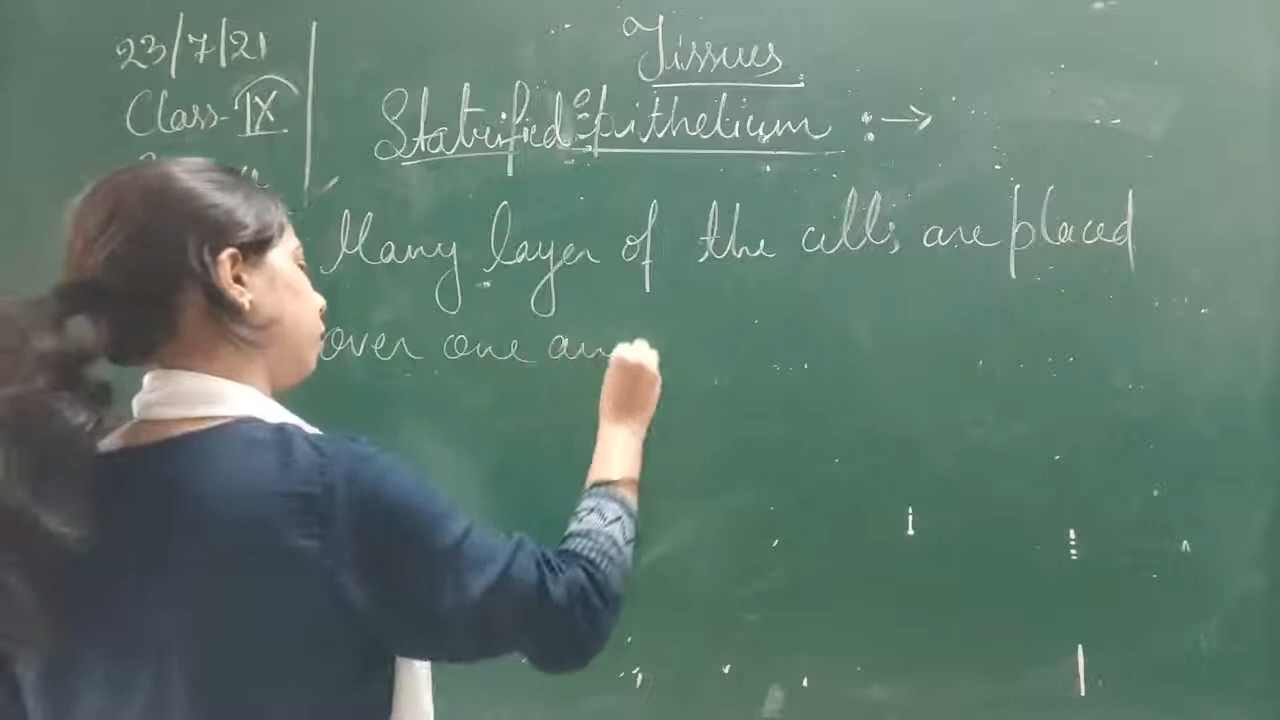 23/7/21
Class-IX
Tissues
Statrified Epithelium :→
Many layer of the cells are placed
over one an